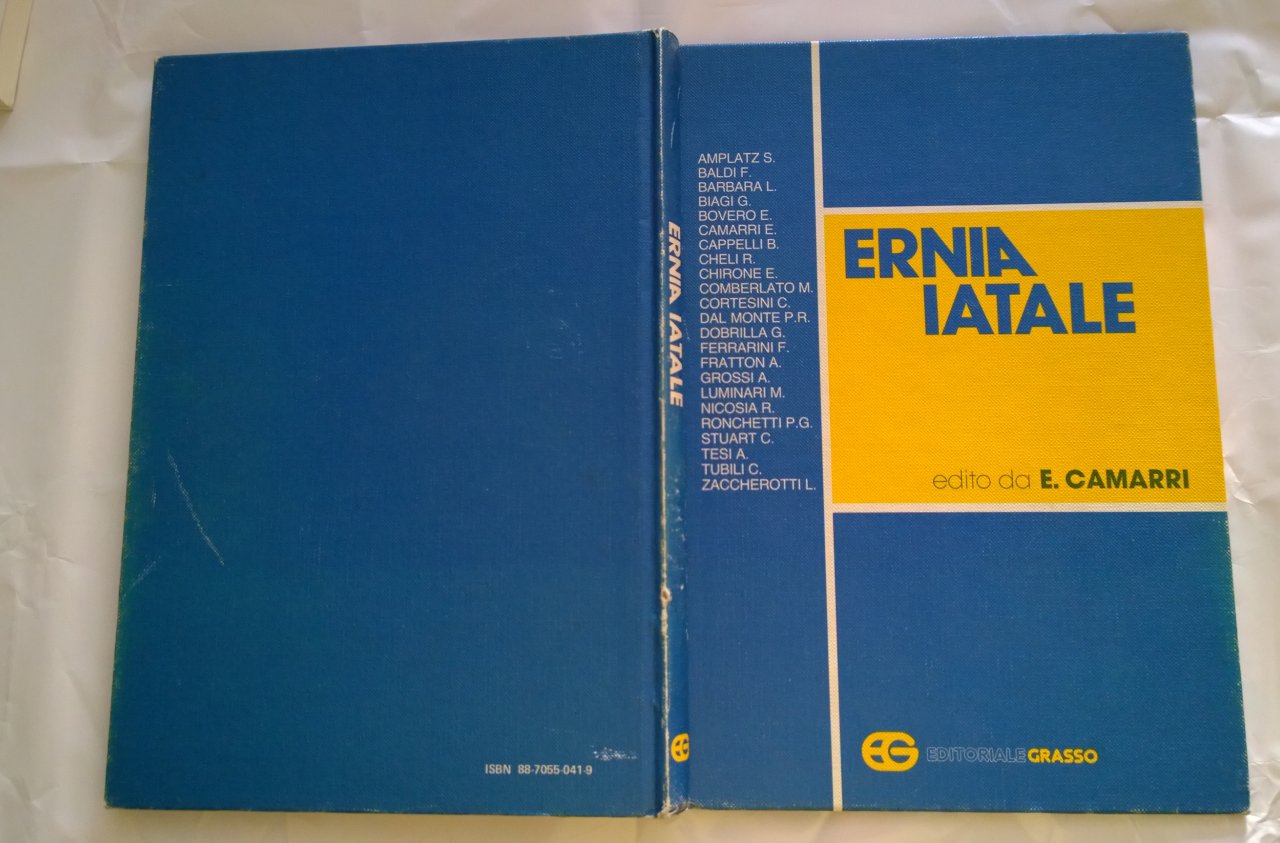 ISBN 88-7055-041-9
ERNIA IATALE
EG
AMPLATZ S.
BALDI F.
BARBARA L.
BIAGI G.
BOVERO E.
CAMARRI E.
CAPPELLI B.
CHELI R.
CHIRONE E.
COMBERLATO M.
CORTESINI C.
DAL MONTE P.R.
DOBRILLA G.
FERRARINI F.
FRATTON A.
GROSSI A.
LUMINARI M.
NICOSIA R.
RONCHETTI P.G.
STUART C.
TESI A.
TUBILI C.
ZACCHEROTTI L.
ERNIA
IATALE
edito da E. CAMARRI
EG EDITORIALE GRASSO